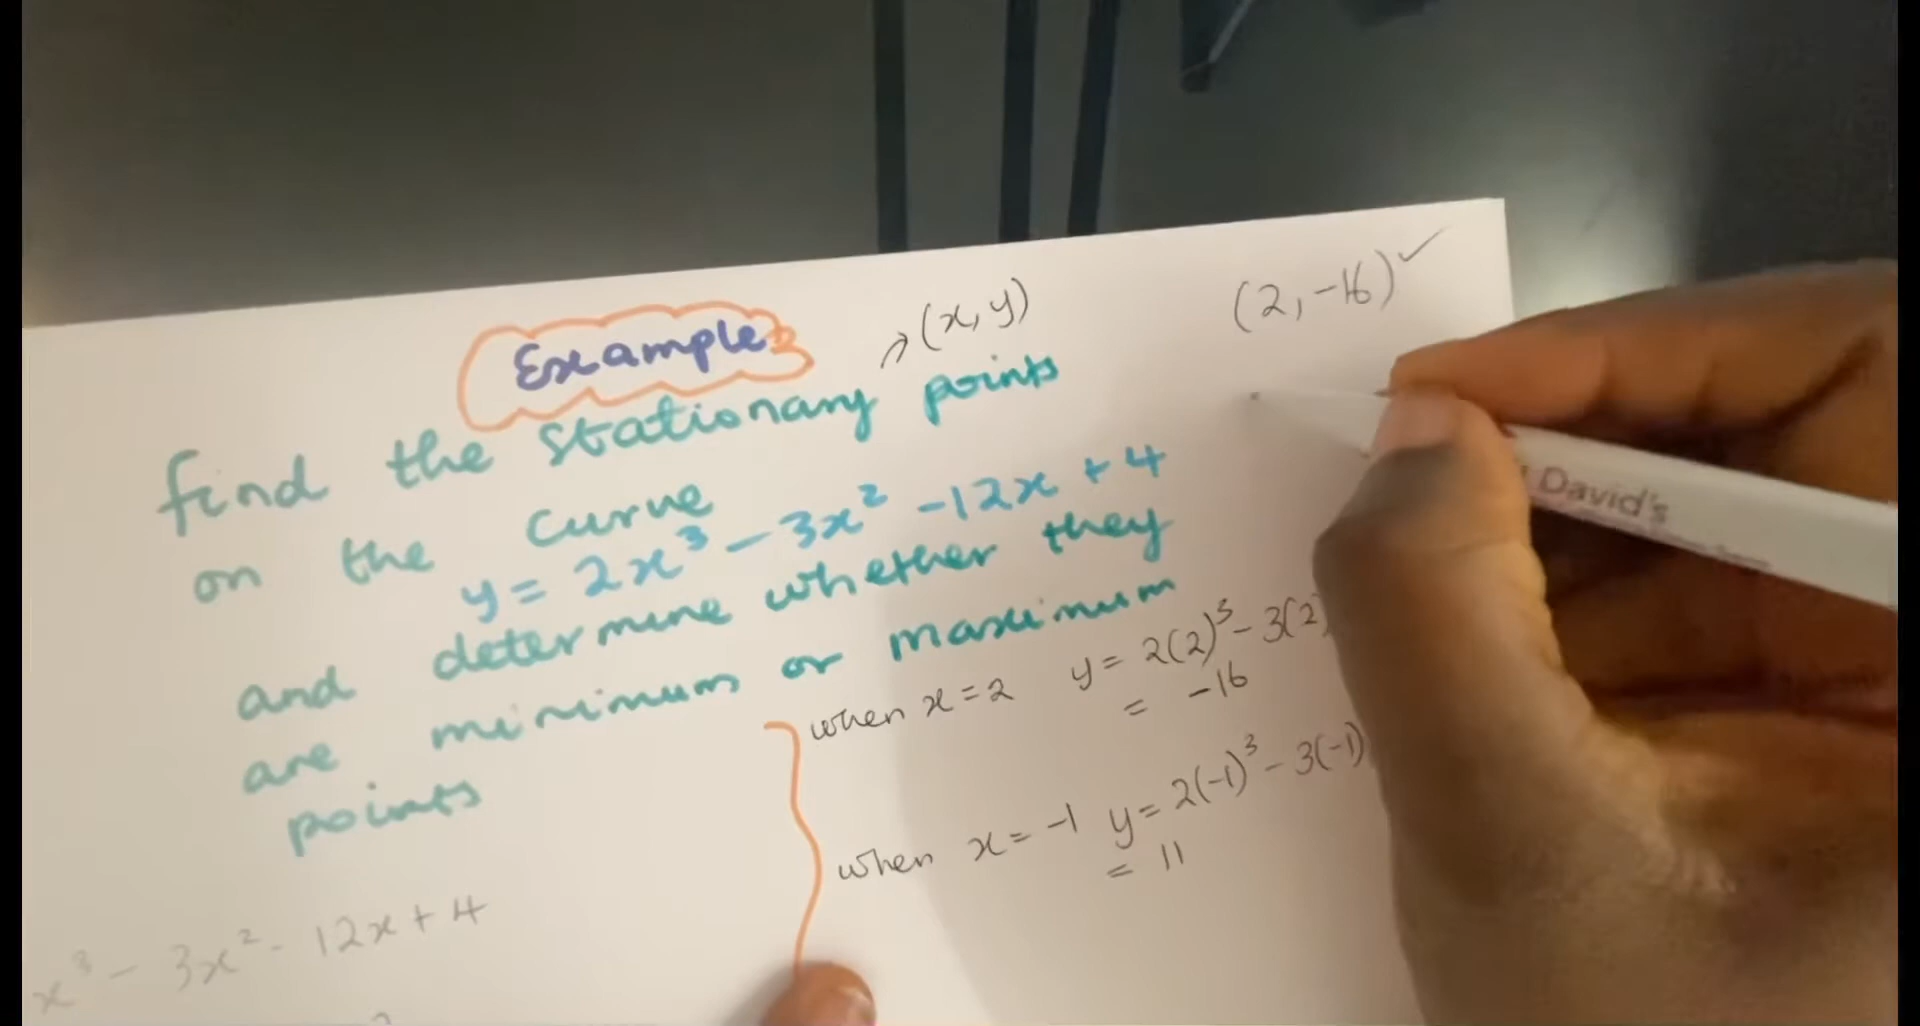 Example
(x, y)
(2, -16) ✓
find the stationary points
on the curve
y = 2x³ - 3x² - 12x + 4
and determine whether they
are minimum or maximum
points
when x = 2 y = 2(2)³ - 3(2)
= -16
when x = -1 y = 2(-1)³ - 3(-1)
= 11
x³ - 3x² - 12x + 4
David's